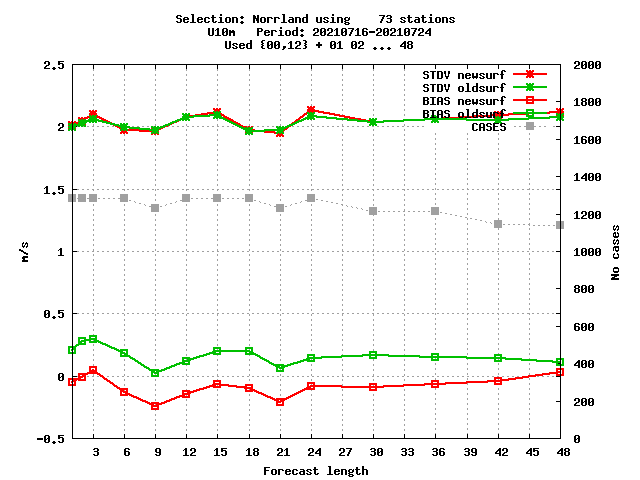 Selection: Norrland using    73 stations
U10m   Period: 20210716-20210724
Used {00,12} + 01 02 ... 48
2.5
2
1.5
1
0.5
0
-0.5
m/s
2000
1800
1600
1400
1200
1000
800
600
400
200
0
No cases
STDV newsurf
STDV oldsurf
BIAS newsurf
BIAS oldsurf
CASES
3 6 9 12 15 18 21 24 27 30 33 36 39 42 45 48
Forecast length